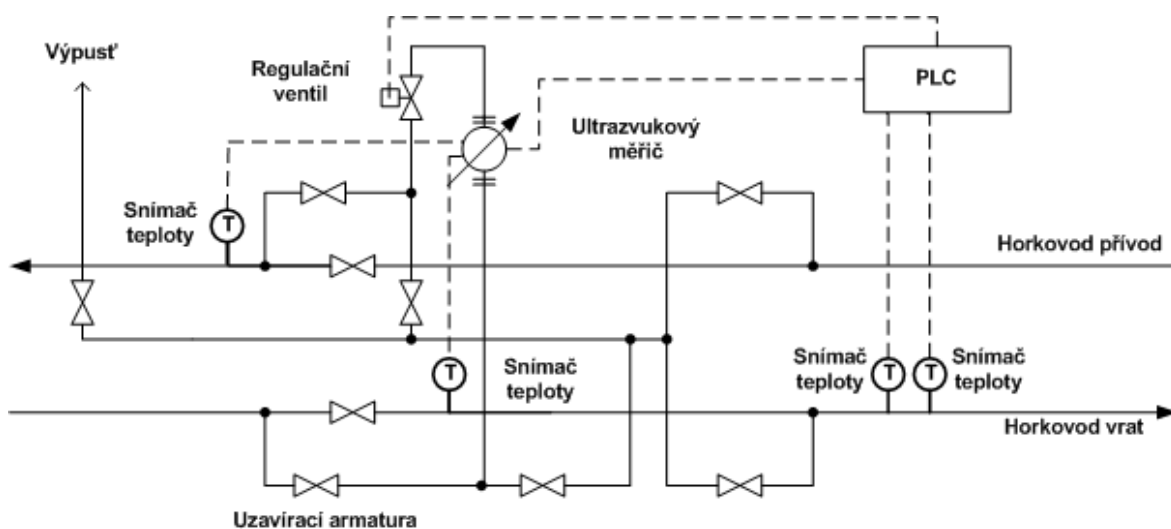 Výpusť
Regulační
ventil
PLC
Ultrazvukový
měřič
Snímač
teploty
T
Horkovod přívod
T
Snímač
teploty
Snímač
teploty
T
T
Snímač
teploty
Horkovod vrat
Uzavírací armatura